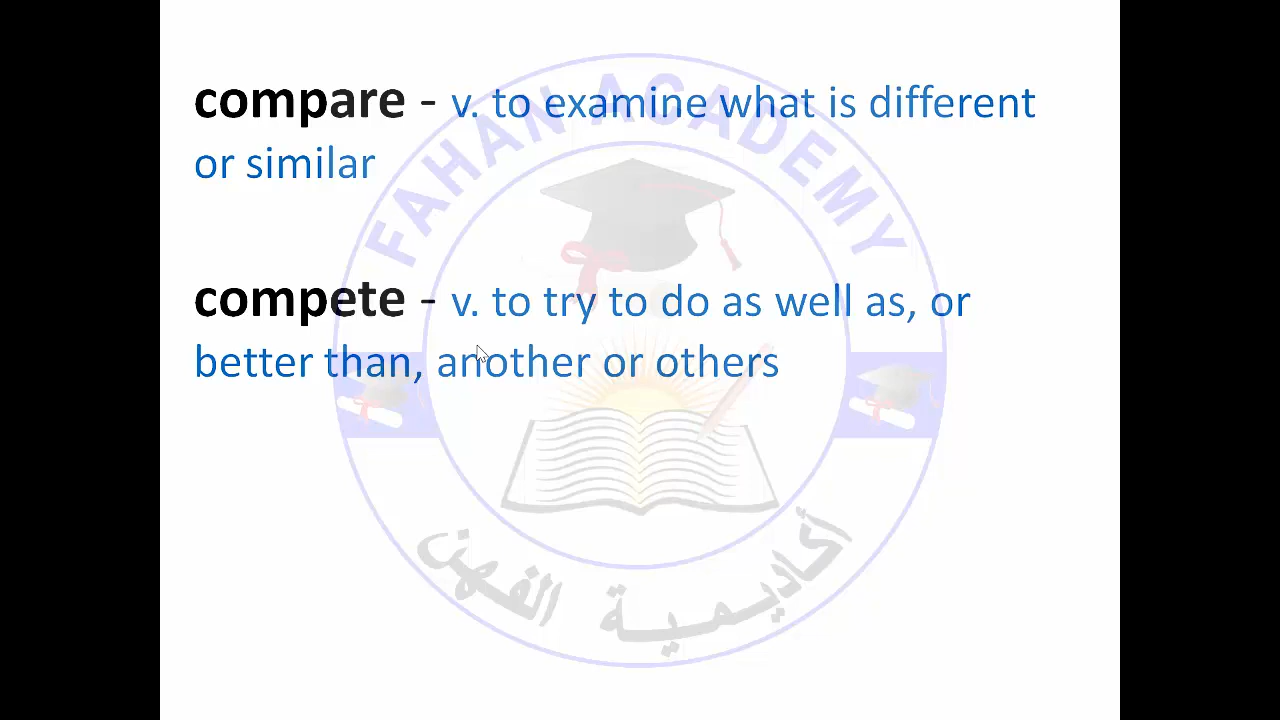 compare - v. to examine what is different
or similar
compete - v. to try to do as well as, or
better than, another or others
FAHAN ACADEMY
أكاديمية الفهن